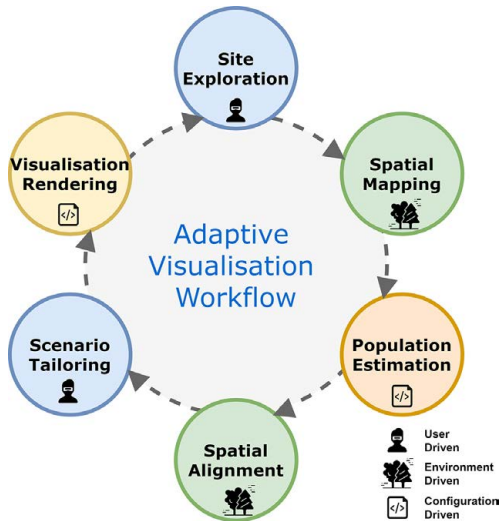 Site
Exploration
Spatial
Mapping
Population
Estimation
Spatial
Alignment
Scenario
Tailoring
Visualisation
Rendering
Adaptive
Visualisation
Workflow
User
Driven
Environment
Driven
Configuration
Driven